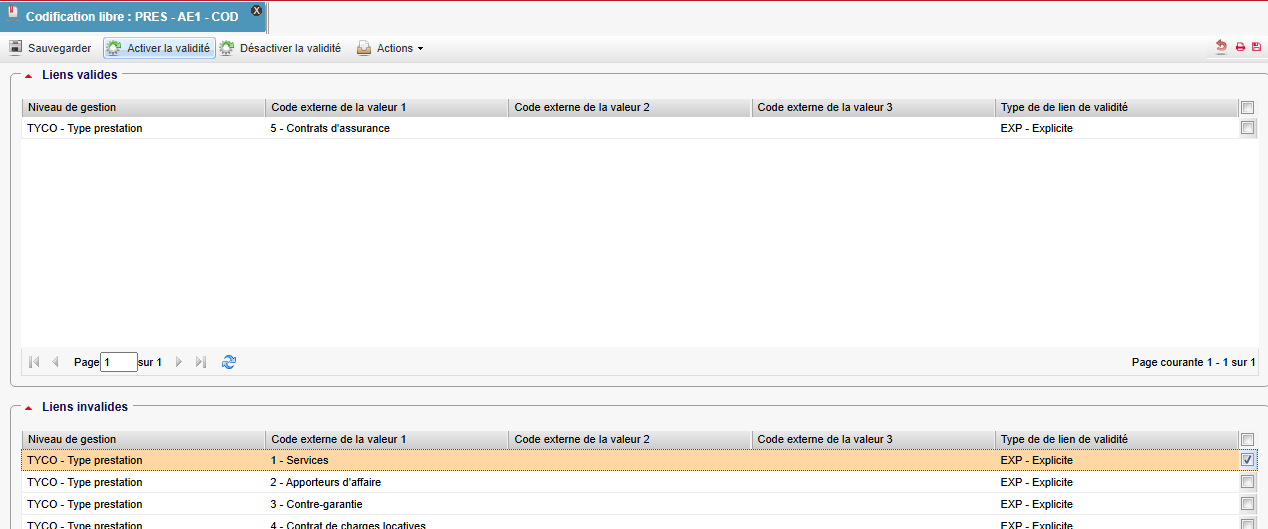 Codification libre : PRES - AE1 - COD
Sauvegarder Activer la validité Désactiver la validité Actions
Liens valides
Niveau de gestion Code externe de la valeur 1 Code externe de la valeur 2 Code externe de la valeur 3 Type de de lien de validité
TYCO - Type prestation 5 - Contrats d'assurance EXP - Explicite
Page 1 sur 1 Page courante 1 - 1 sur 1
Liens invalides
Niveau de gestion Code externe de la valeur 1 Code externe de la valeur 2 Code externe de la valeur 3 Type de de lien de validité
TYCO - Type prestation 1 - Services EXP - Explicite
TYCO - Type prestation 2 - Apporteurs d'affaire EXP - Explicite
TYCO - Type prestation 3 - Contre-garantie EXP - Explicite
TYCO - Type prestation 4 - Contrat de charges locatives EXP - Explicite